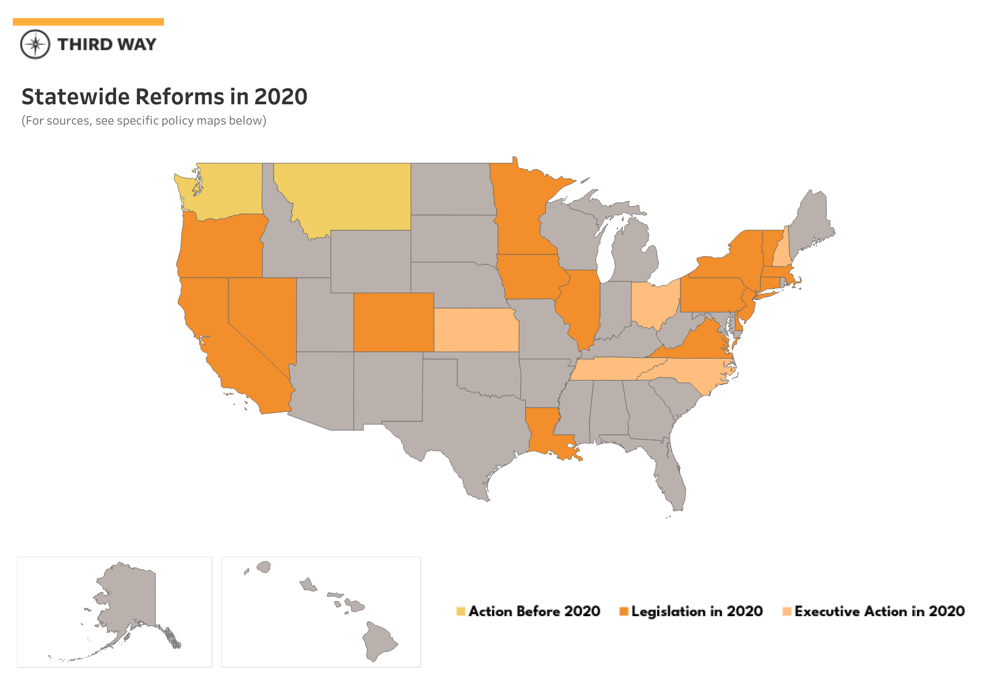 THIRD WAY
Statewide Reforms in 2020
(For sources, see specific policy maps below)
Action Before 2020
Legislation in 2020
Executive Action in 2020